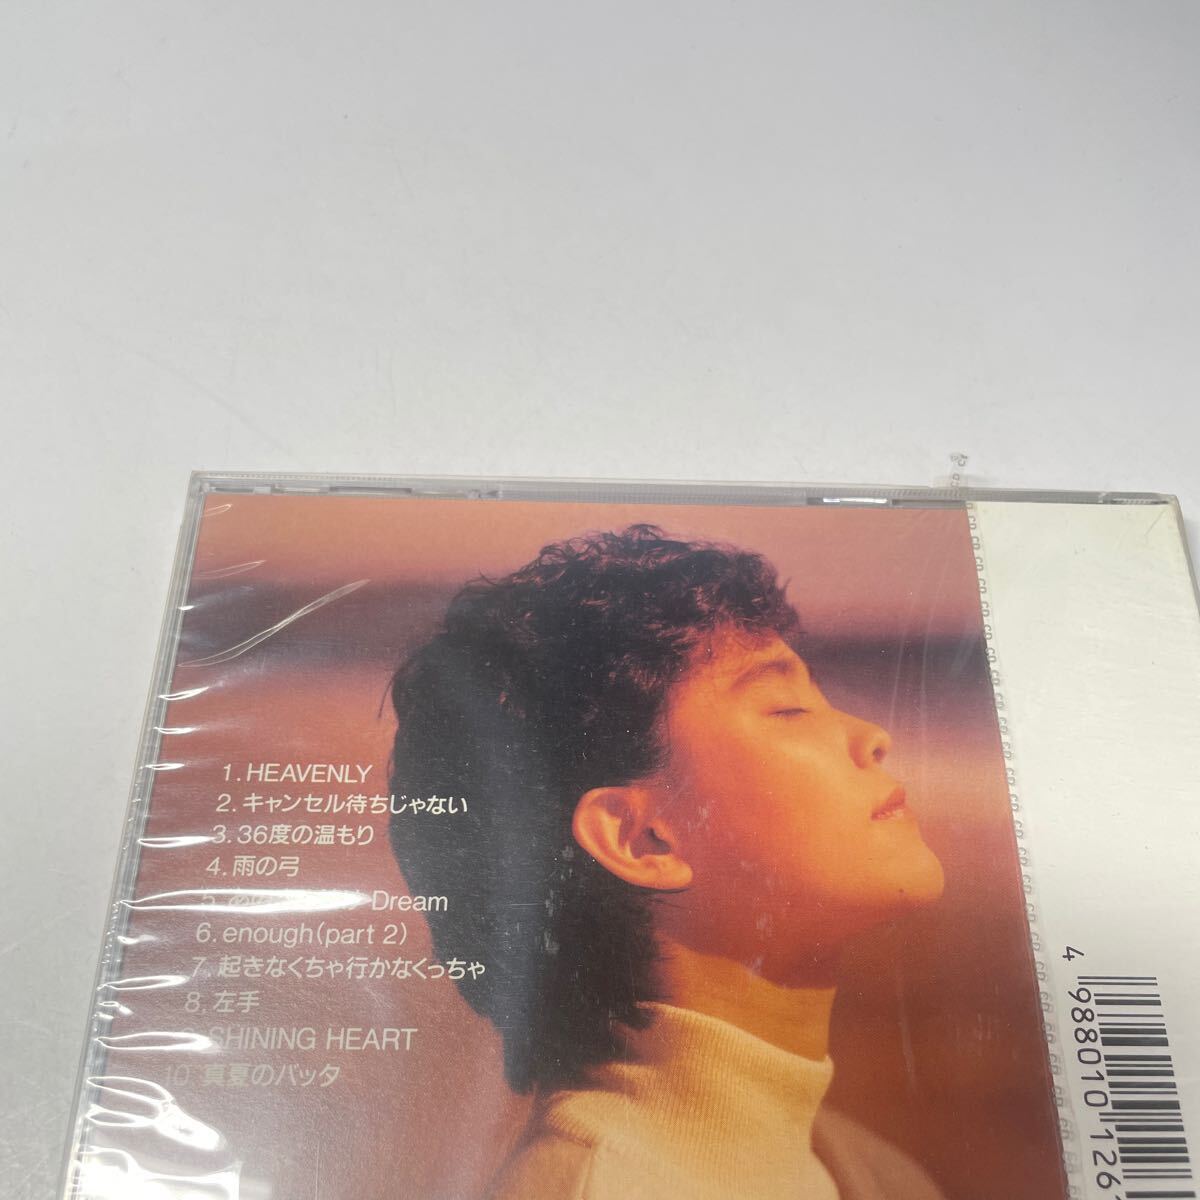 1. HEAVENLY
2. キャンセル待ちじゃない
3. 36度の温もり
4. 雨の弓
5. Dream
6. enough(part 2)
7. 起きなくちゃ行かなくっちゃ
8. 左手
SHINING HEART
10 真夏のバッタ
4 988010 126